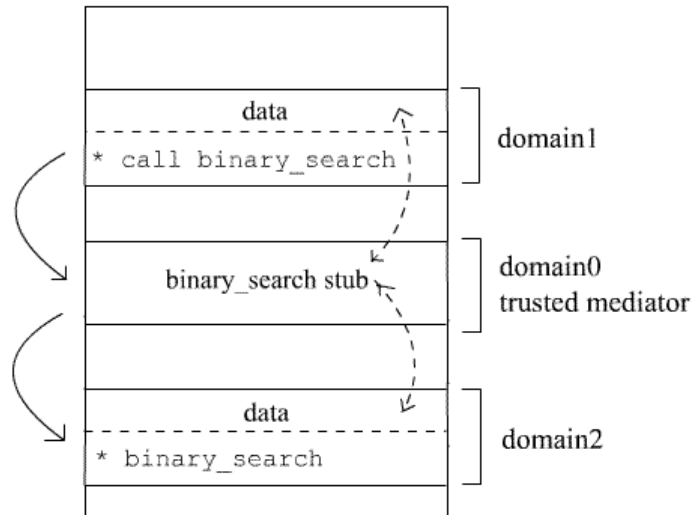 data
* call binary_search
domain1
binary_search stub
domain0
trusted mediator
data
* binary_search
domain2